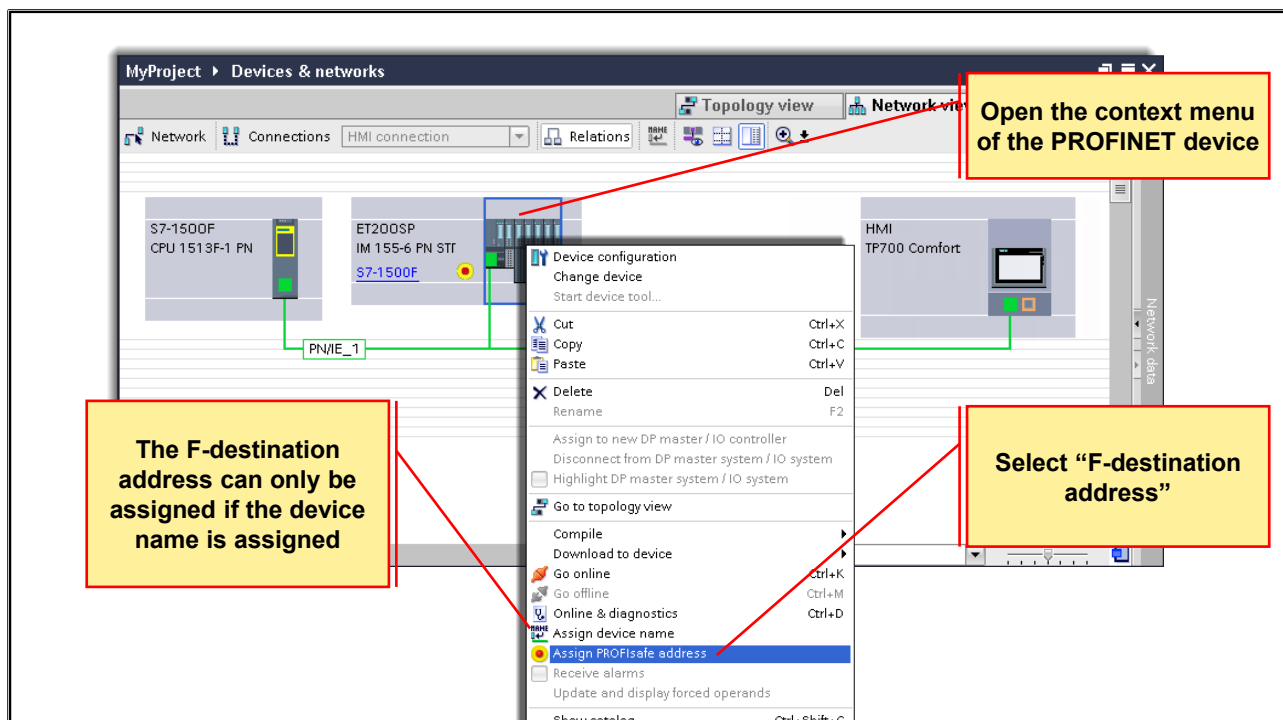 MyProject ▸ Devices & networks
Topology view
Network view
Network
Connections
HMI connection
Relations
Open the context menu
of the PROFINET device
S7-1500F
CPU 1513F-1 PN
ET200SP
IM 155-6 PN ST
S7-1500F
HMI
TP700 Comfort
PN/IE_1
Network data
Device configuration
Change device
Start device tool...
Cut Ctrl+X
Copy Ctrl+C
Paste Ctrl+V
Delete Del
Rename F2
Assign to new DP master / IO controller
Disconnect from DP master system / IO system
Highlight DP master system / IO system
Go to topology view
Compile
Download to device
Go online Ctrl+K
Go offline Ctrl+M
Online & diagnostics Ctrl+D
NAME Assign device name
Assign PROFIsafe address
Receive alarms
Update and display forced operands
Show catalog Ctrl+Shift+C
The F-destination
address can only be
assigned if the device
name is assigned
Select “F-destination
address”